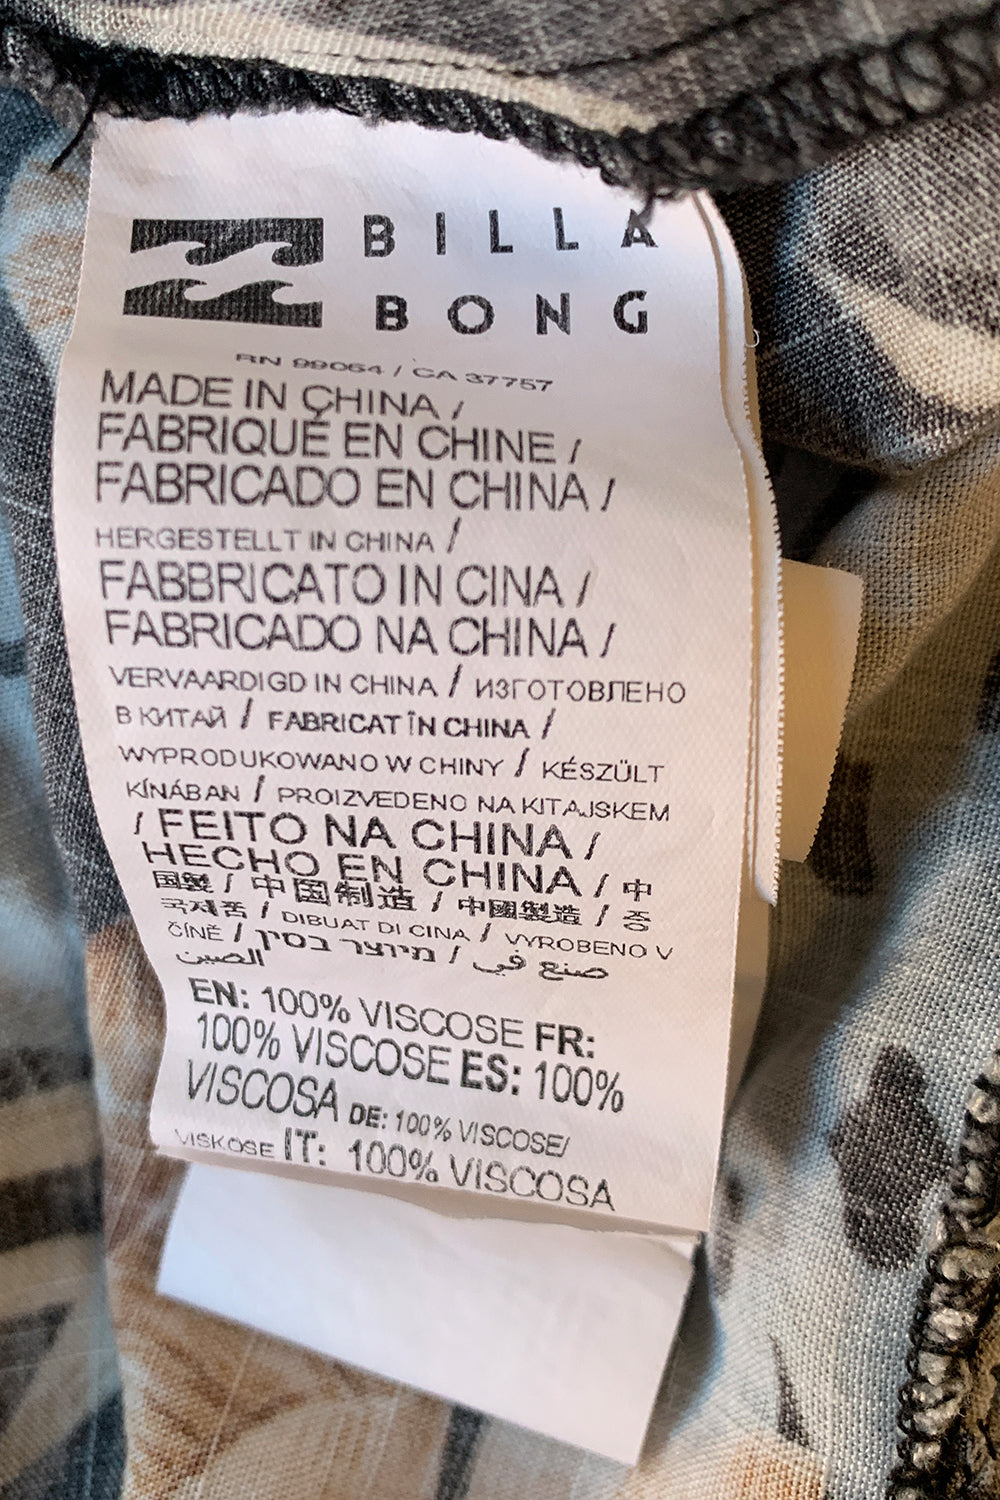 BILLA
BONG
RN 99064 / CA 37757
MADE IN CHINA /
FABRIQUÉ EN CHINE /
FABRICADO EN CHINA /
HERGESTELLT IN CHINA /
FABBRICATO IN CINA /
FABRICADO NA CHINA /
VERVAARDIGD IN CHINA / ИЗГОТОВЛЕНО
В КИТАЙ / FABRICAT ÎN CHINA /
WYPRODUKOWANO W CHINY / KÉSZÜLT
KÍNÁBAN / PROIZVEDENO NA KITAJSKEM
/ FEITO NA CHINA /
HECHO EN CHINA / 中
国製 / 中国制造 / 中國製造 / 중
국제품 / DIBUAT DI CINA / VYROBENO V
ČÍNĚ / מיוצר בסין / صنع في
الصين
EN: 100% VISCOSE FR:
100% VISCOSE ES: 100%
VISCOSA DE: 100% VISCOSE/
VISKOSE IT: 100% VISCOSA